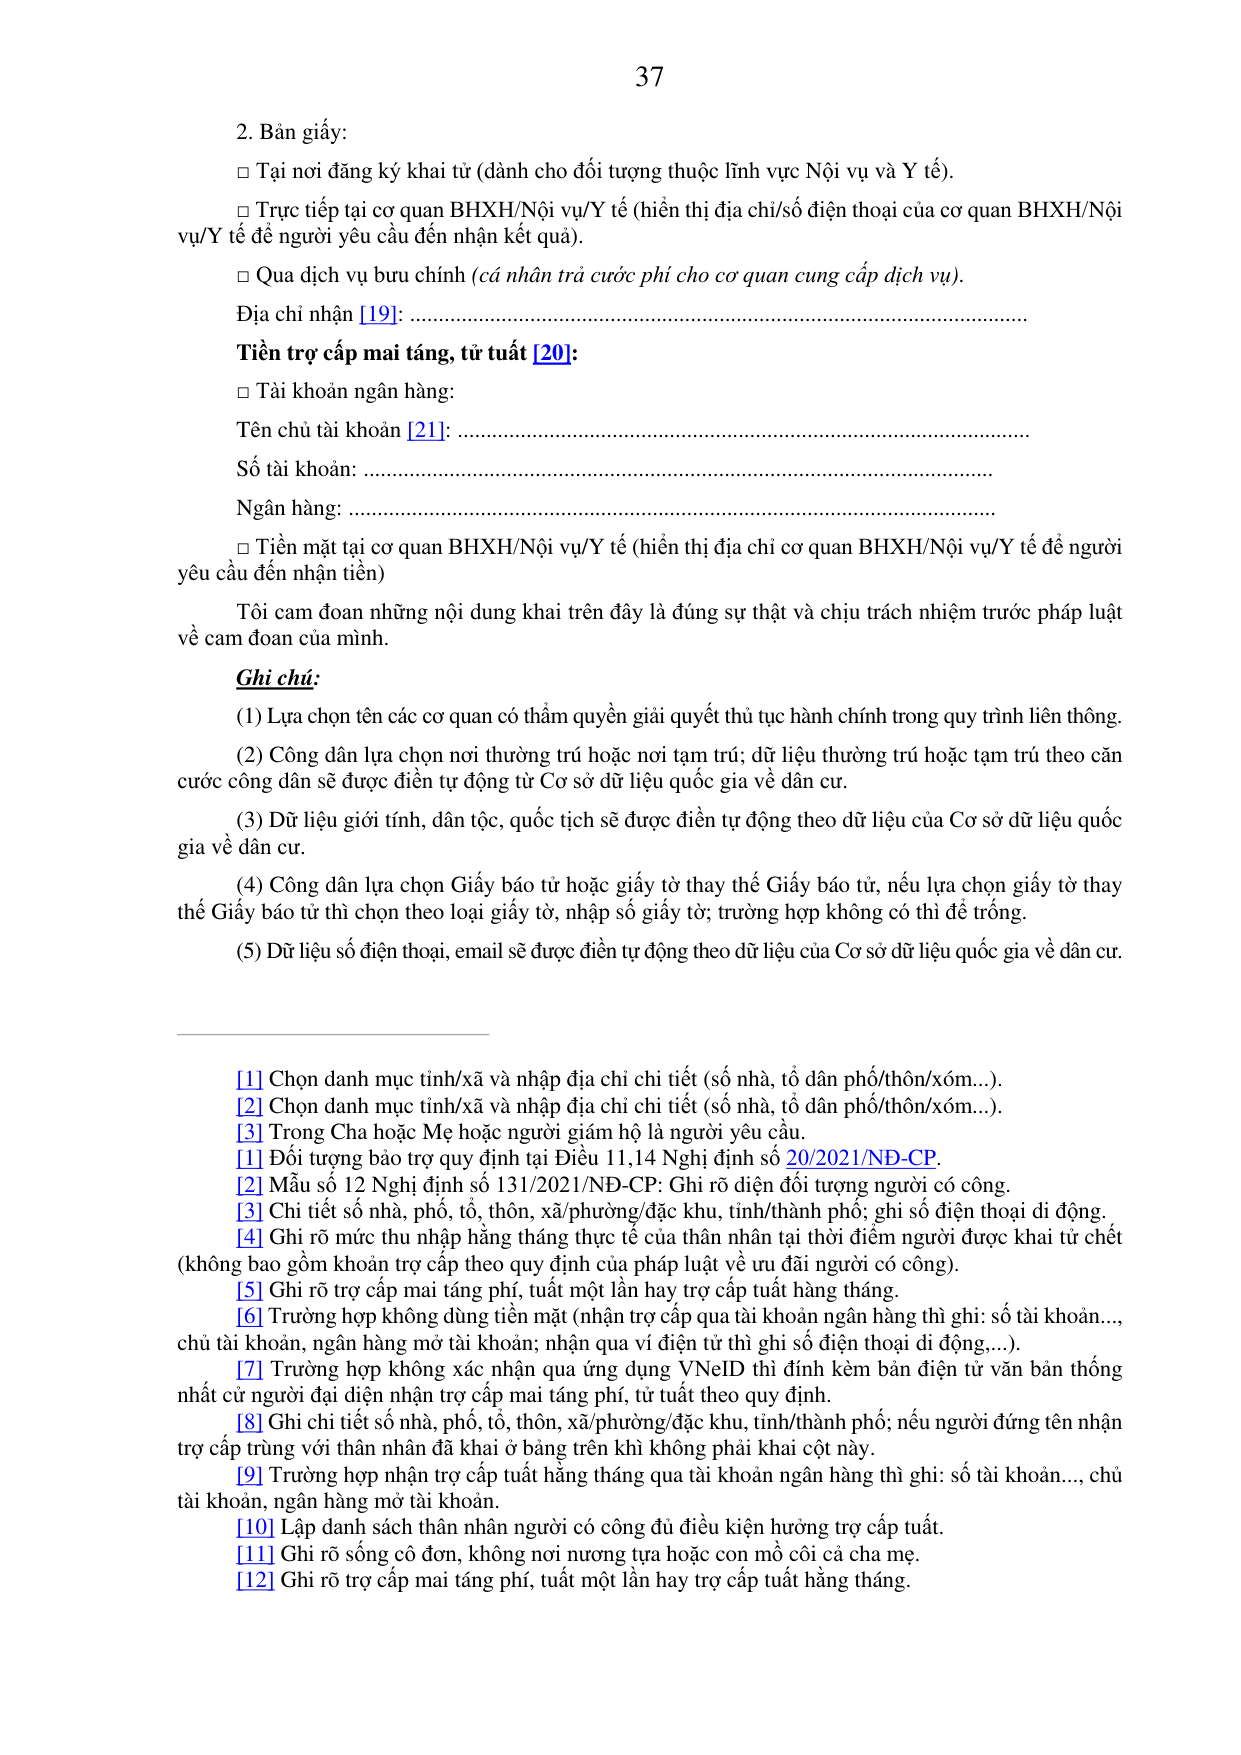 37
2. Bản giấy:
□ Tại nơi đăng ký khai tử (dành cho đối tượng thuộc lĩnh vực Nội vụ và Y tế).
□ Trực tiếp tại cơ quan BHXH/Nội vụ/Y tế (hiển thị địa chỉ/số điện thoại của cơ quan BHXH/Nội
vụ/Y tế để người yêu cầu đến nhận kết quả).
□ Qua dịch vụ bưu chính (cá nhân trả cước phí cho cơ quan cung cấp dịch vụ).
Địa chỉ nhận [19]: ............................................................................................................
Tiền trợ cấp mai táng, tử tuất [20]:
□ Tài khoản ngân hàng:
Tên chủ tài khoản [21]: ....................................................................................................
Số tài khoản: ..............................................................................................................
Ngân hàng: .................................................................................................................
□ Tiền mặt tại cơ quan BHXH/Nội vụ/Y tế (hiển thị địa chỉ cơ quan BHXH/Nội vụ/Y tế để người
yêu cầu đến nhận tiền)
Tôi cam đoan những nội dung khai trên đây là đúng sự thật và chịu trách nhiệm trước pháp luật
về cam đoan của mình.
Ghi chú:
(1) Lựa chọn tên các cơ quan có thẩm quyền giải quyết thủ tục hành chính trong quy trình liên thông.
(2) Công dân lựa chọn nơi thường trú hoặc nơi tạm trú; dữ liệu thường trú hoặc tạm trú theo căn
cước công dân sẽ được điền tự động từ Cơ sở dữ liệu quốc gia về dân cư.
(3) Dữ liệu giới tính, dân tộc, quốc tịch sẽ được điền tự động theo dữ liệu của Cơ sở dữ liệu quốc
gia về dân cư.
(4) Công dân lựa chọn Giấy báo tử hoặc giấy tờ thay thế Giấy báo tử, nếu lựa chọn giấy tờ thay
thế Giấy báo tử thì chọn theo loại giấy tờ, nhập số giấy tờ; trường hợp không có thì để trống.
(5) Dữ liệu số điện thoại, email sẽ được điền tự động theo dữ liệu của Cơ sở dữ liệu quốc gia về dân cư.
[1] Chọn danh mục tỉnh/xã và nhập địa chỉ chi tiết (số nhà, tổ dân phố/thôn/xóm...).
[2] Chọn danh mục tỉnh/xã và nhập địa chỉ chi tiết (số nhà, tổ dân phố/thôn/xóm...).
[3] Trong Cha hoặc Mẹ hoặc người giám hộ là người yêu cầu.
[1] Đối tượng bảo trợ quy định tại Điều 11,14 Nghị định số 20/2021/NĐ-CP.
[2] Mẫu số 12 Nghị định số 131/2021/NĐ-CP: Ghi rõ diện đối tượng người có công.
[3] Chi tiết số nhà, phố, tổ, thôn, xã/phường/đặc khu, tỉnh/thành phố; ghi số điện thoại di động.
[4] Ghi rõ mức thu nhập hằng tháng thực tế của thân nhân tại thời điểm người được khai tử chết
(không bao gồm khoản trợ cấp theo quy định của pháp luật về ưu đãi người có công).
[5] Ghi rõ trợ cấp mai táng phí, tuất một lần hay trợ cấp tuất hàng tháng.
[6] Trường hợp không dùng tiền mặt (nhận trợ cấp qua tài khoản ngân hàng thì ghi: số tài khoản...,
chủ tài khoản, ngân hàng mở tài khoản; nhận qua ví điện tử thì ghi số điện thoại di động,...).
[7] Trường hợp không xác nhận qua ứng dụng VNeID thì đính kèm bản điện tử văn bản thống
nhất cử người đại diện nhận trợ cấp mai táng phí, tử tuất theo quy định.
[8] Ghi chi tiết số nhà, phố, tổ, thôn, xã/phường/đặc khu, tỉnh/thành phố; nếu người đứng tên nhận
trợ cấp trùng với thân nhân đã khai ở bảng trên khì không phải khai cột này.
[9] Trường hợp nhận trợ cấp tuất hằng tháng qua tài khoản ngân hàng thì ghi: số tài khoản..., chủ
tài khoản, ngân hàng mở tài khoản.
[10] Lập danh sách thân nhân người có công đủ điều kiện hưởng trợ cấp tuất.
[11] Ghi rõ sống cô đơn, không nơi nương tựa hoặc con mồ côi cả cha mẹ.
[12] Ghi rõ trợ cấp mai táng phí, tuất một lần hay trợ cấp tuất hằng tháng.